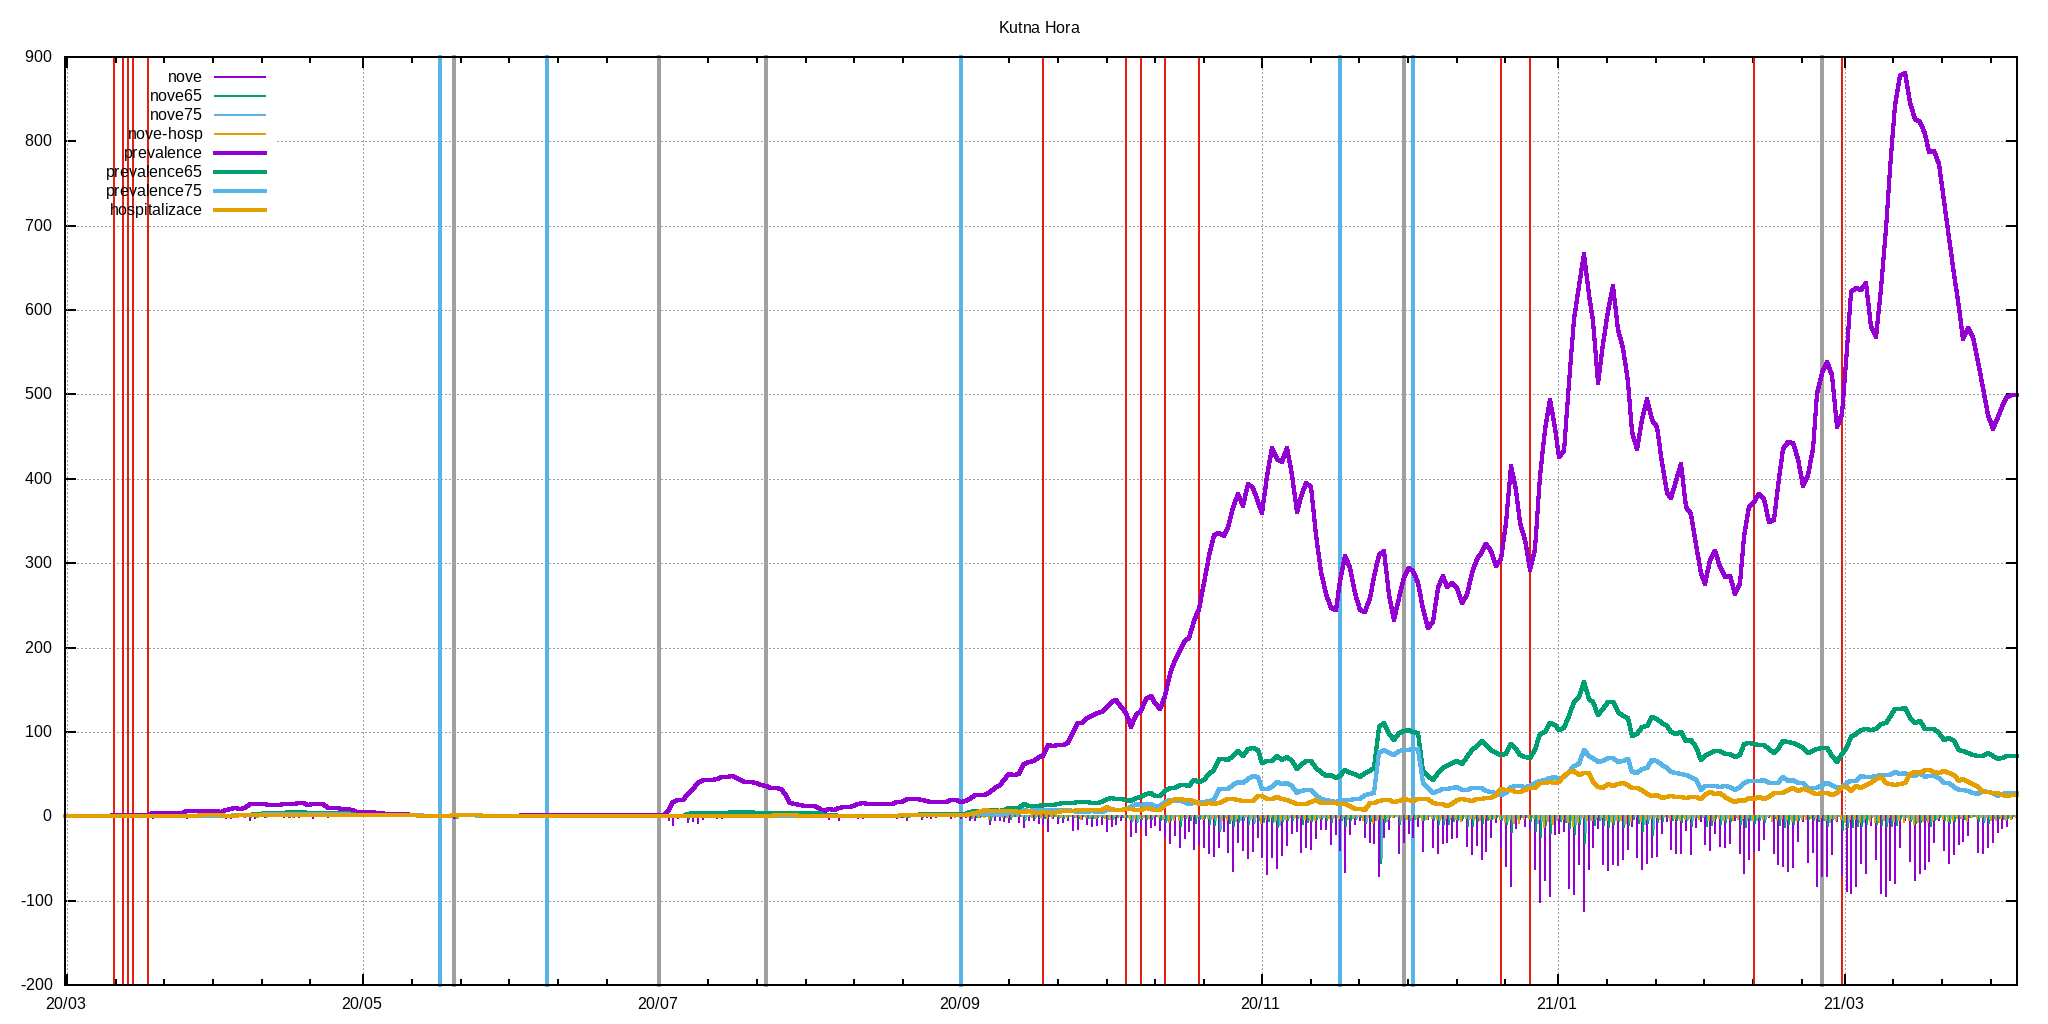 Kutna Hora
900
800
700
600
500
400
300
200
100
0
-100
-200
nove
nove65
nove75
nove-hosp
prevalence
prevalence65
prevalence75
hospitalizace
20/03 20/05 20/07 20/09 20/11 21/01 21/03